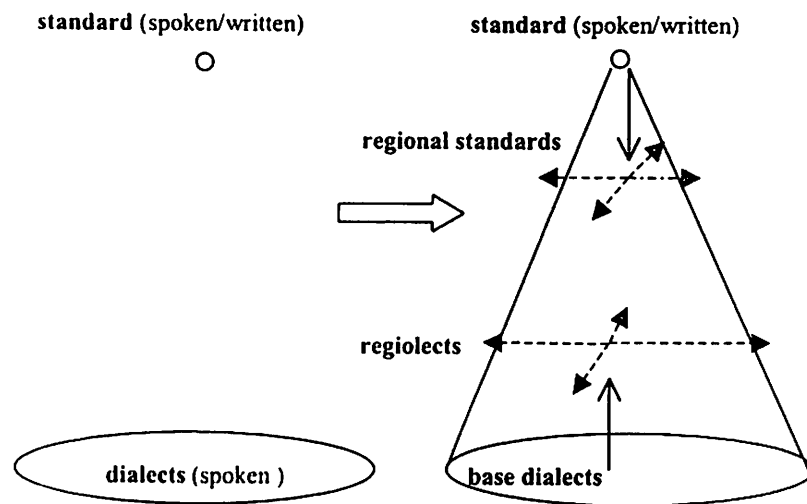 standard (spoken/written)
standard (spoken/written)
regional standards
regiolects
dialects (spoken )
base dialects